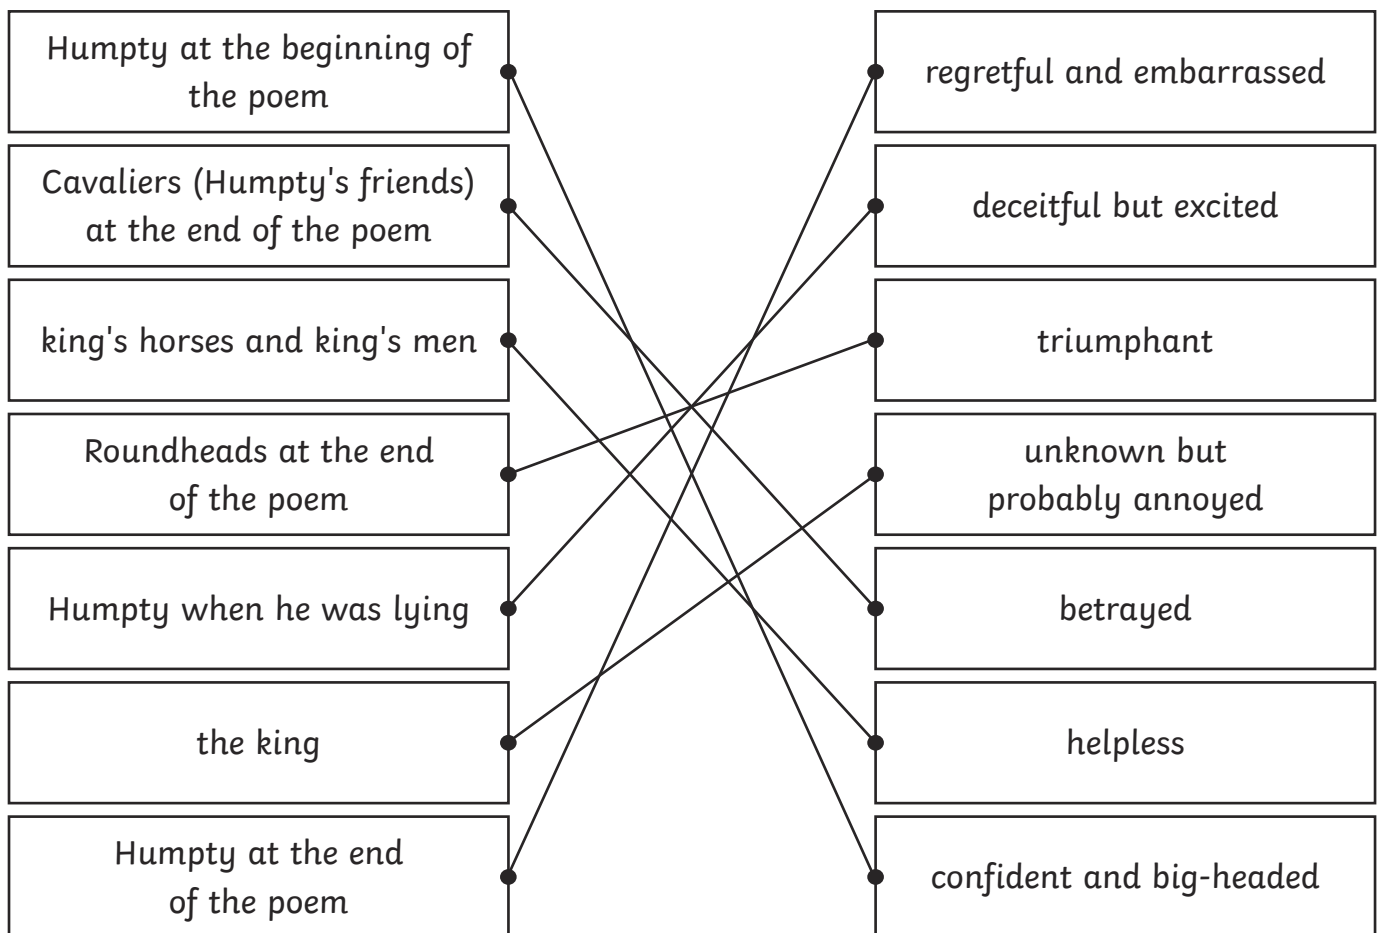 Humpty at the beginning of
the poem
regretful and embarrassed
Cavaliers (Humpty's friends)
at the end of the poem
deceitful but excited
king's horses and king's men
triumphant
Roundheads at the end
of the poem
unknown but
probably annoyed
Humpty when he was lying
betrayed
the king
helpless
Humpty at the end
of the poem
confident and big-headed